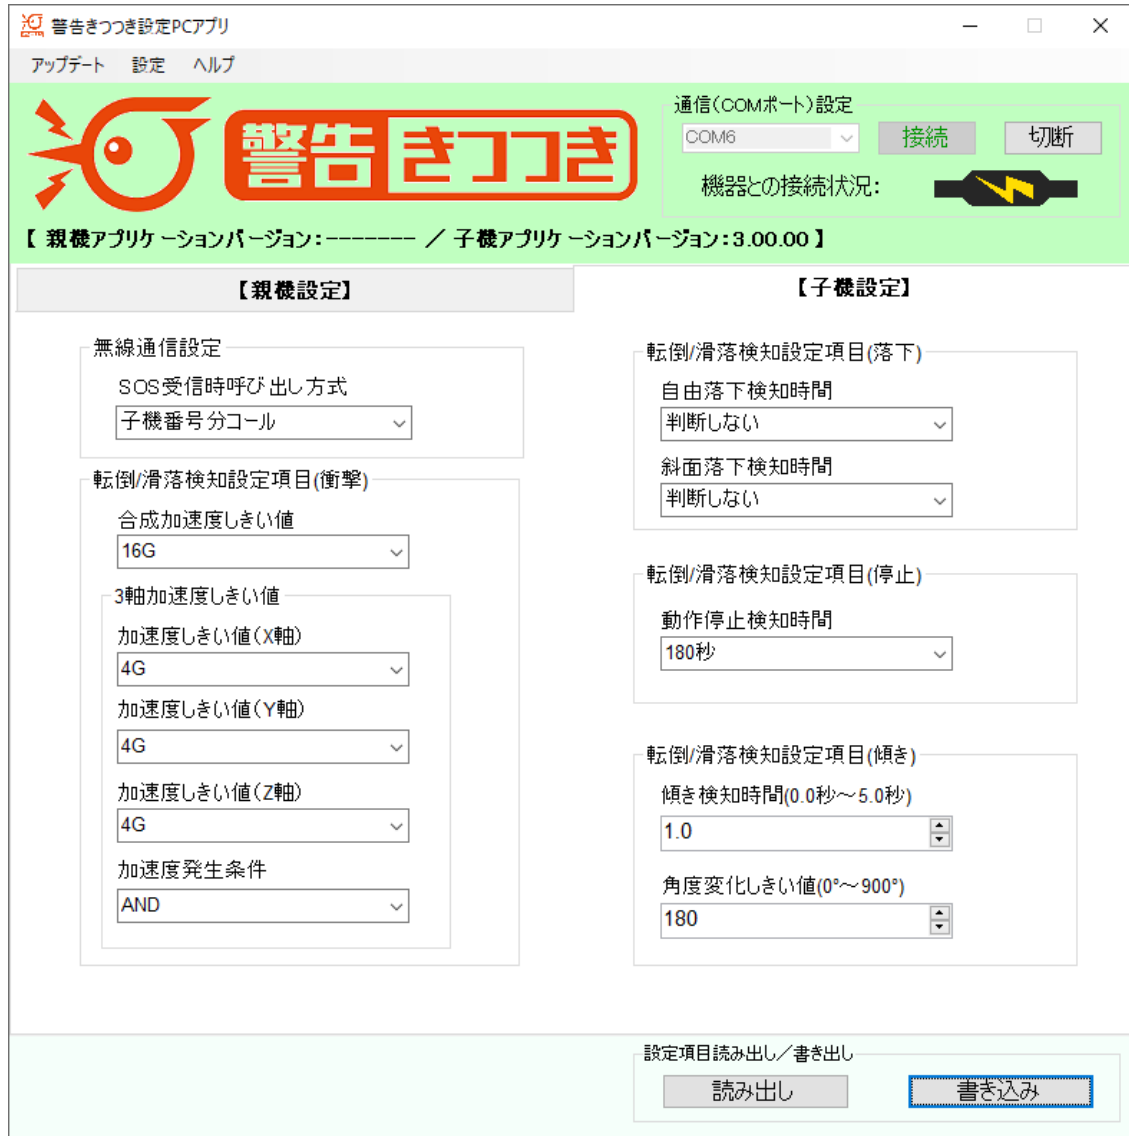 警告きつつき設定PCアプリ
アップデート 設定 ヘルプ
警告 きつつき
通信(COMポート)設定
COM6 接続 切断
機器との接続状況:
【 親機アプリケーションバージョン:------- / 子機アプリケーションバージョン:3.00.00 】
【親機設定】 【子機設定】
無線通信設定
SOS受信時呼び出し方式
子機番号分コール
転倒/滑落検知設定項目(衝撃)
合成加速度しきい値
16G
3軸加速度しきい値
加速度しきい値(X軸)
4G
加速度しきい値(Y軸)
4G
加速度しきい値(Z軸)
4G
加速度発生条件
AND
転倒/滑落検知設定項目(落下)
自由落下検知時間
判断しない
斜面落下検知時間
判断しない
転倒/滑落検知設定項目(停止)
動作停止検知時間
180秒
転倒/滑落検知設定項目(傾き)
傾き検知時間(0.0秒～5.0秒)
1.0
角度変化しきい値(0°～900°)
180
設定項目読み出し/書き出し
読み出し 書き込み